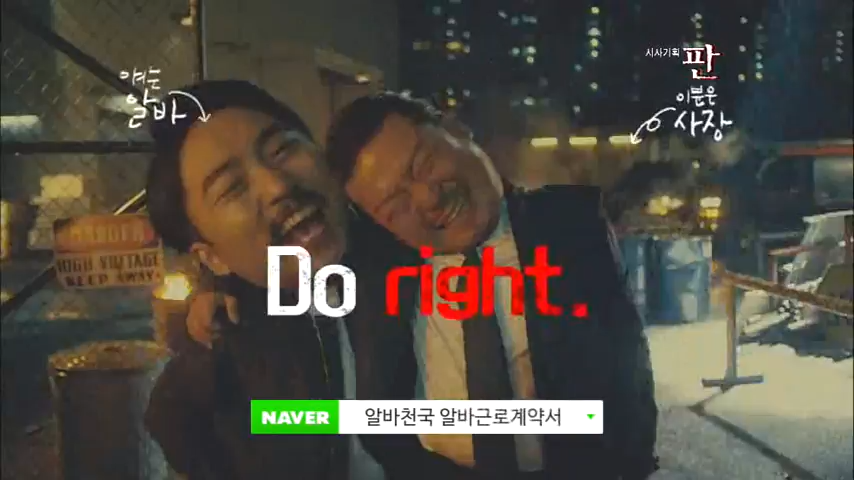 시사기획 판
얘는
알바
이분은
사장
DANGER
HIGH VOLTAGE
KEEP AWAY
Do right.
NAVER 알바천국 알바근로계약서